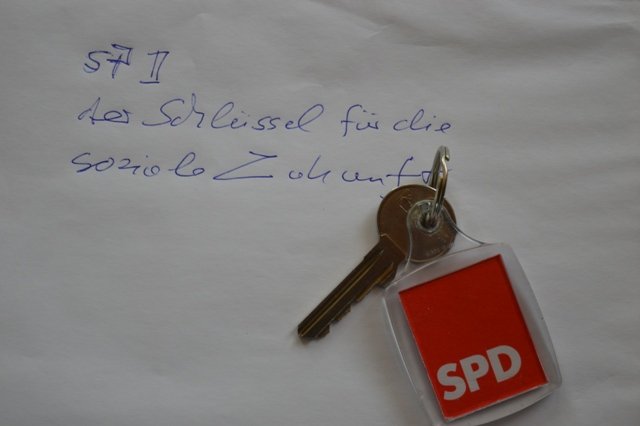 57 II
der Schlüssel für die
soziale Zukunft
SPD